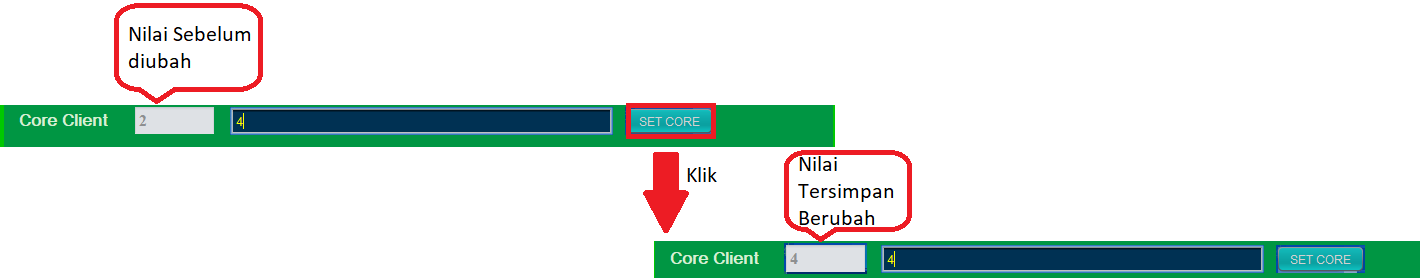 Nilai Sebelum
diubah
Core Client 2 4 SET CORE
Klik
Nilai
Tersimpan
Berubah
Core Client 4 4 SET CORE